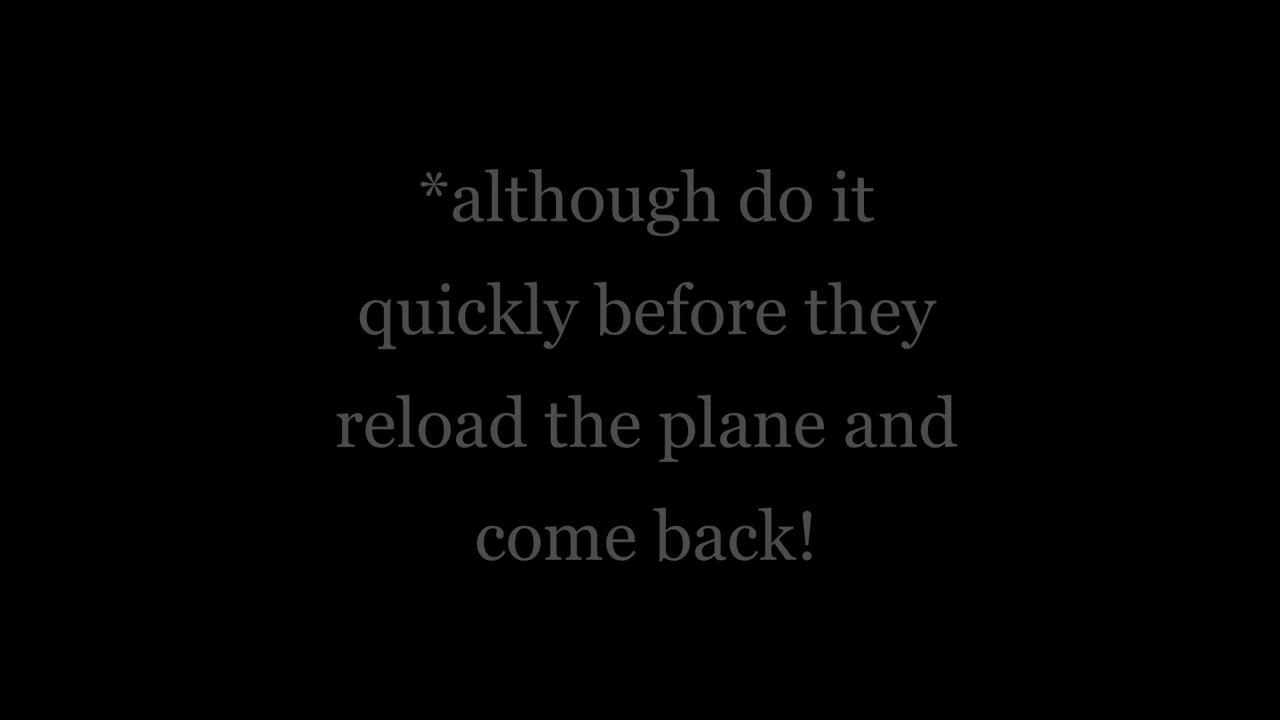 *although do it
quickly before they
reload the plane and
come back!